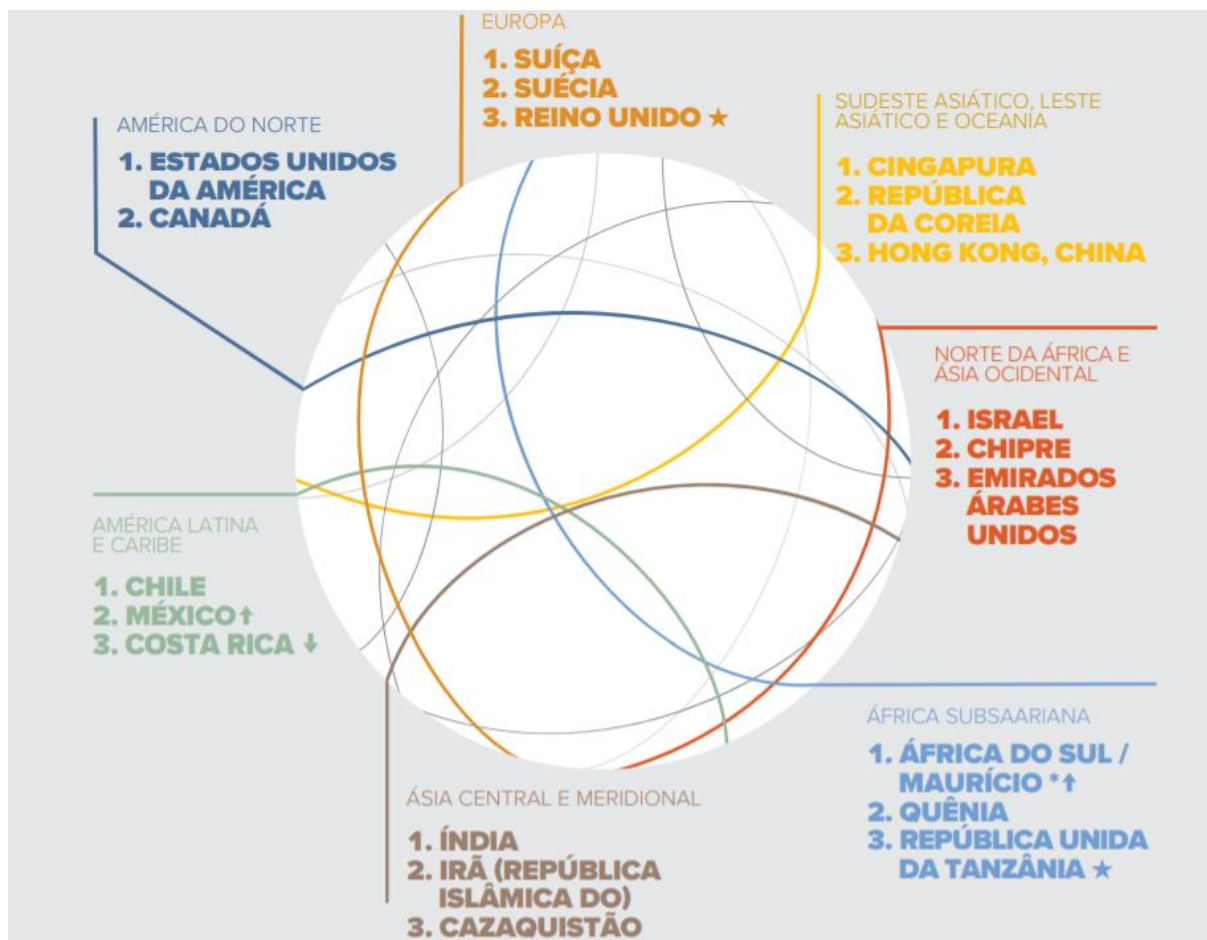 EUROPA
1. SUÍÇA
2. SUÉCIA
3. REINO UNIDO ★
AMÉRICA DO NORTE
1. ESTADOS UNIDOS
DA AMÉRICA
2. CANADÁ
SUDESTE ASIÁTICO, LESTE
ASIÁTICO E OCEANIA
1. CINGAPURA
2. REPÚBLICA
DA COREIA
3. HONG KONG, CHINA
NORTE DA ÁFRICA E
ÁSIA OCIDENTAL
1. ISRAEL
2. CHIPRE
3. EMIRADOS
ÁRABES
UNIDOS
AMÉRICA LATINA
E CARIBE
1. CHILE
2. MÉXICO ↑
3. COSTA RICA ↓
ÁFRICA SUBSAARIANA
1. ÁFRICA DO SUL /
MAURÍCIO * ↑
2. QUÊNIA
3. REPÚBLICA UNIDA
DA TANZÂNIA ★
ÁSIA CENTRAL E MERIDIONAL
1. ÍNDIA
2. IRÃ (REPÚBLICA
ISLÂMICA DO)
3. CAZAQUISTÃO